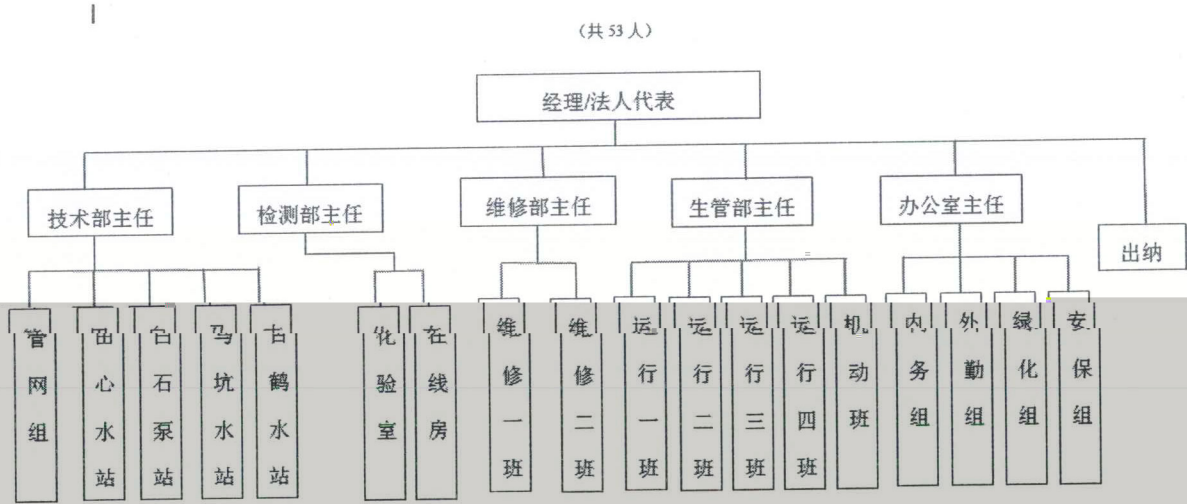 （共 53 人）
经理/法人代表
技术部主任
检测部主任
维修部主任
生管部主任
办公室主任
出纳
管网组
田心水站
白石泵站
马坑水站
古鹤水站
化验室
在线房
维修一班
维修二班
运行一班
运行二班
运行三班
运行四班
机动班
内务组
外勤组
绿化组
安保组